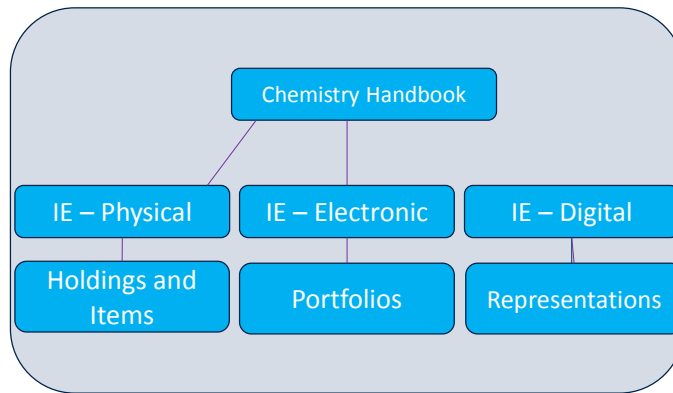 Chemistry Handbook
IE – Physical
IE – Electronic
IE – Digital
Holdings and
Items
Portfolios
Representations